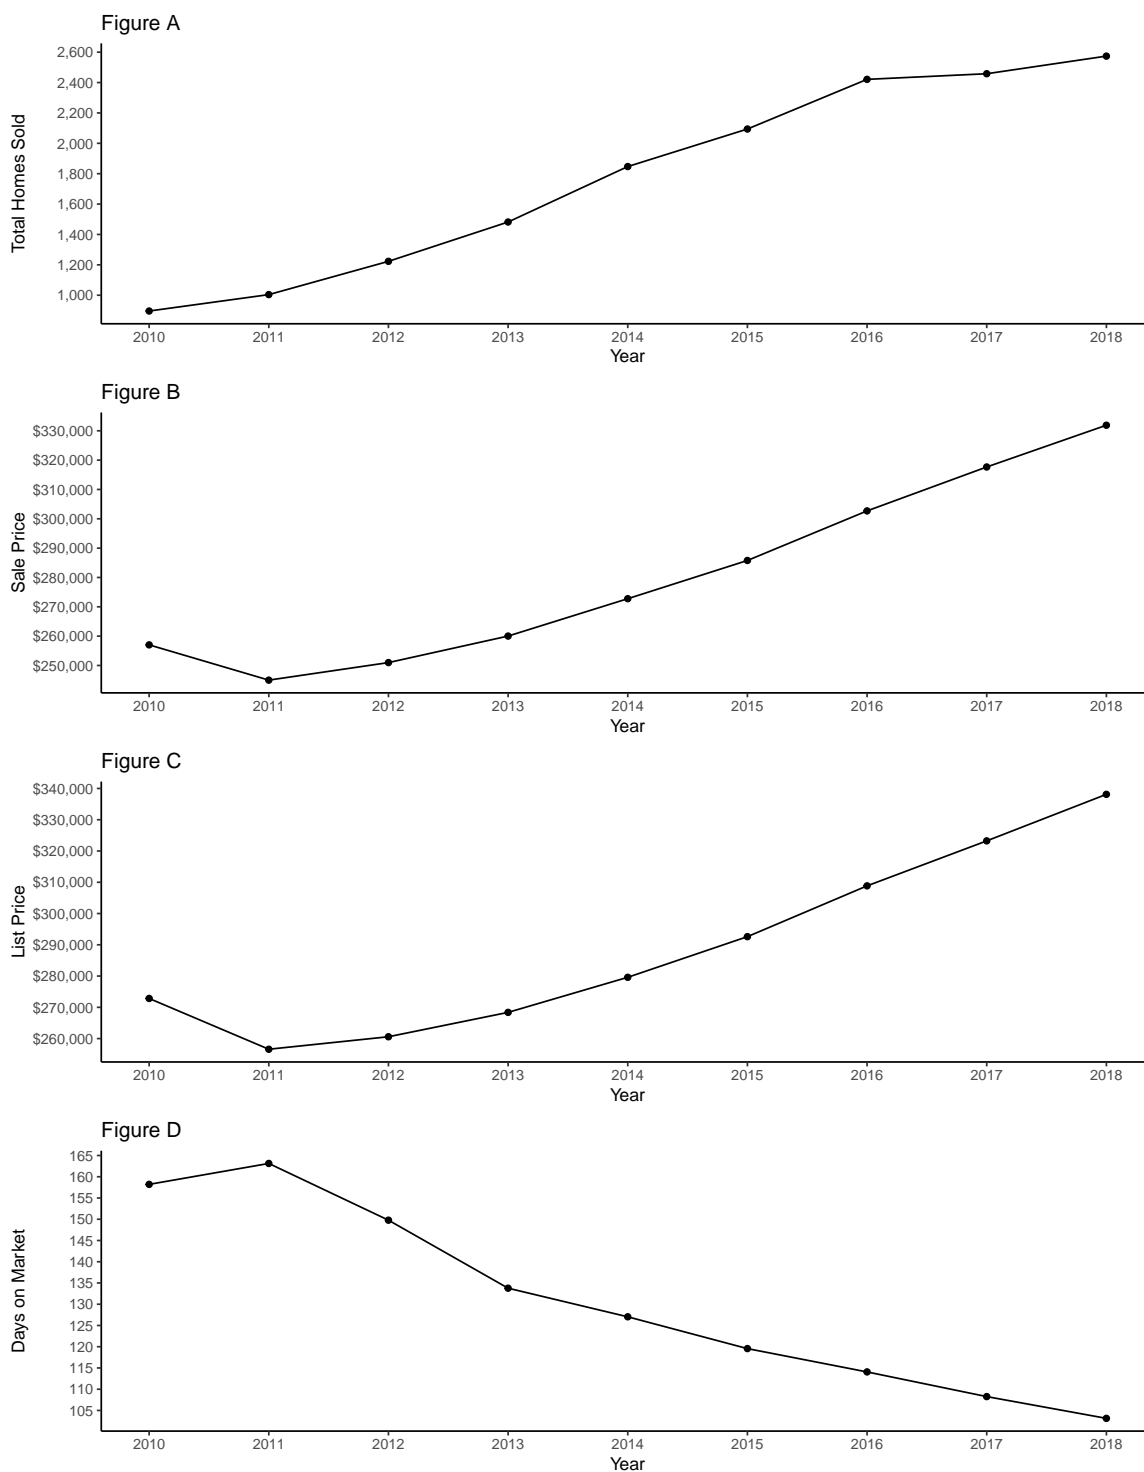 Figure A
Total Homes Sold
2,600
2,400
2,200
2,000
1,800
1,600
1,400
1,200
1,000
2010 2011 2012 2013 2014 2015 2016 2017 2018
Year
Figure B
Sale Price
$330,000
$320,000
$310,000
$300,000
$290,000
$280,000
$270,000
$260,000
$250,000
2010 2011 2012 2013 2014 2015 2016 2017 2018
Year
Figure C
List Price
$340,000
$330,000
$320,000
$310,000
$300,000
$290,000
$280,000
$270,000
$260,000
2010 2011 2012 2013 2014 2015 2016 2017 2018
Year
Figure D
Days on Market
165
160
155
150
145
140
135
130
125
120
115
110
105
2010 2011 2012 2013 2014 2015 2016 2017 2018
Year